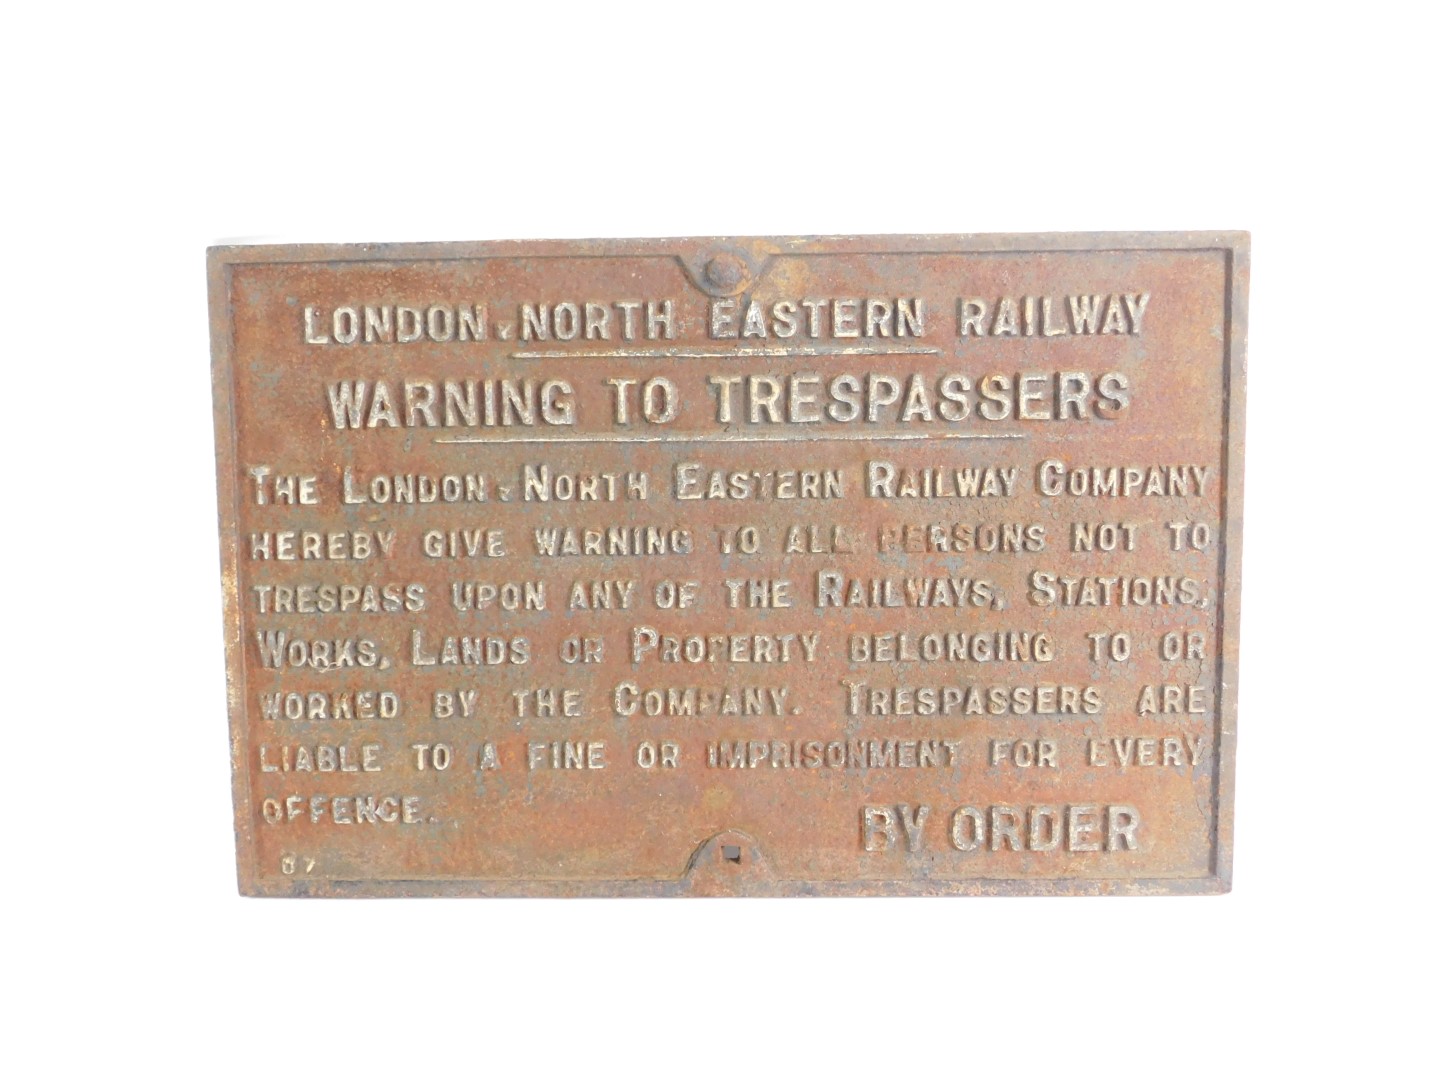 LONDON & NORTH EASTERN RAILWAY
WARNING TO TRESPASSERS
THE LONDON & NORTH EASTERN RAILWAY COMPANY
HEREBY GIVE WARNING TO ALL PERSONS NOT TO
TRESPASS UPON ANY OF THE RAILWAYS, STATIONS,
WORKS, LANDS OR PROPERTY BELONGING TO OR
WORKED BY THE COMPANY. TRESPASSERS ARE
LIABLE TO A FINE OR IMPRISONMENT FOR EVERY
OFFENCE.
BY ORDER